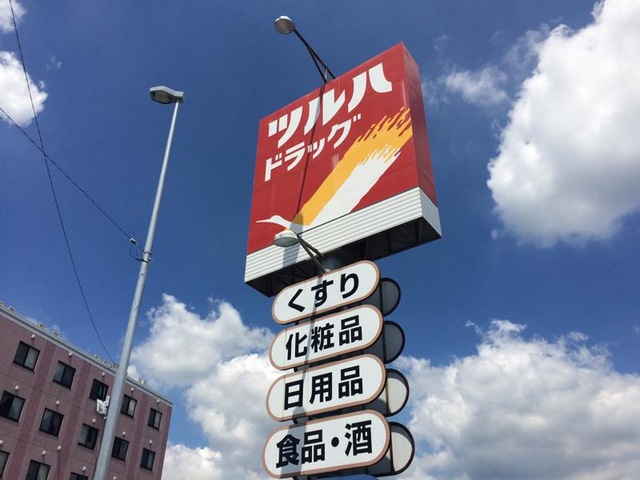 ツルハ
ドラッグ
くすり
化粧品
日用品
食品・酒